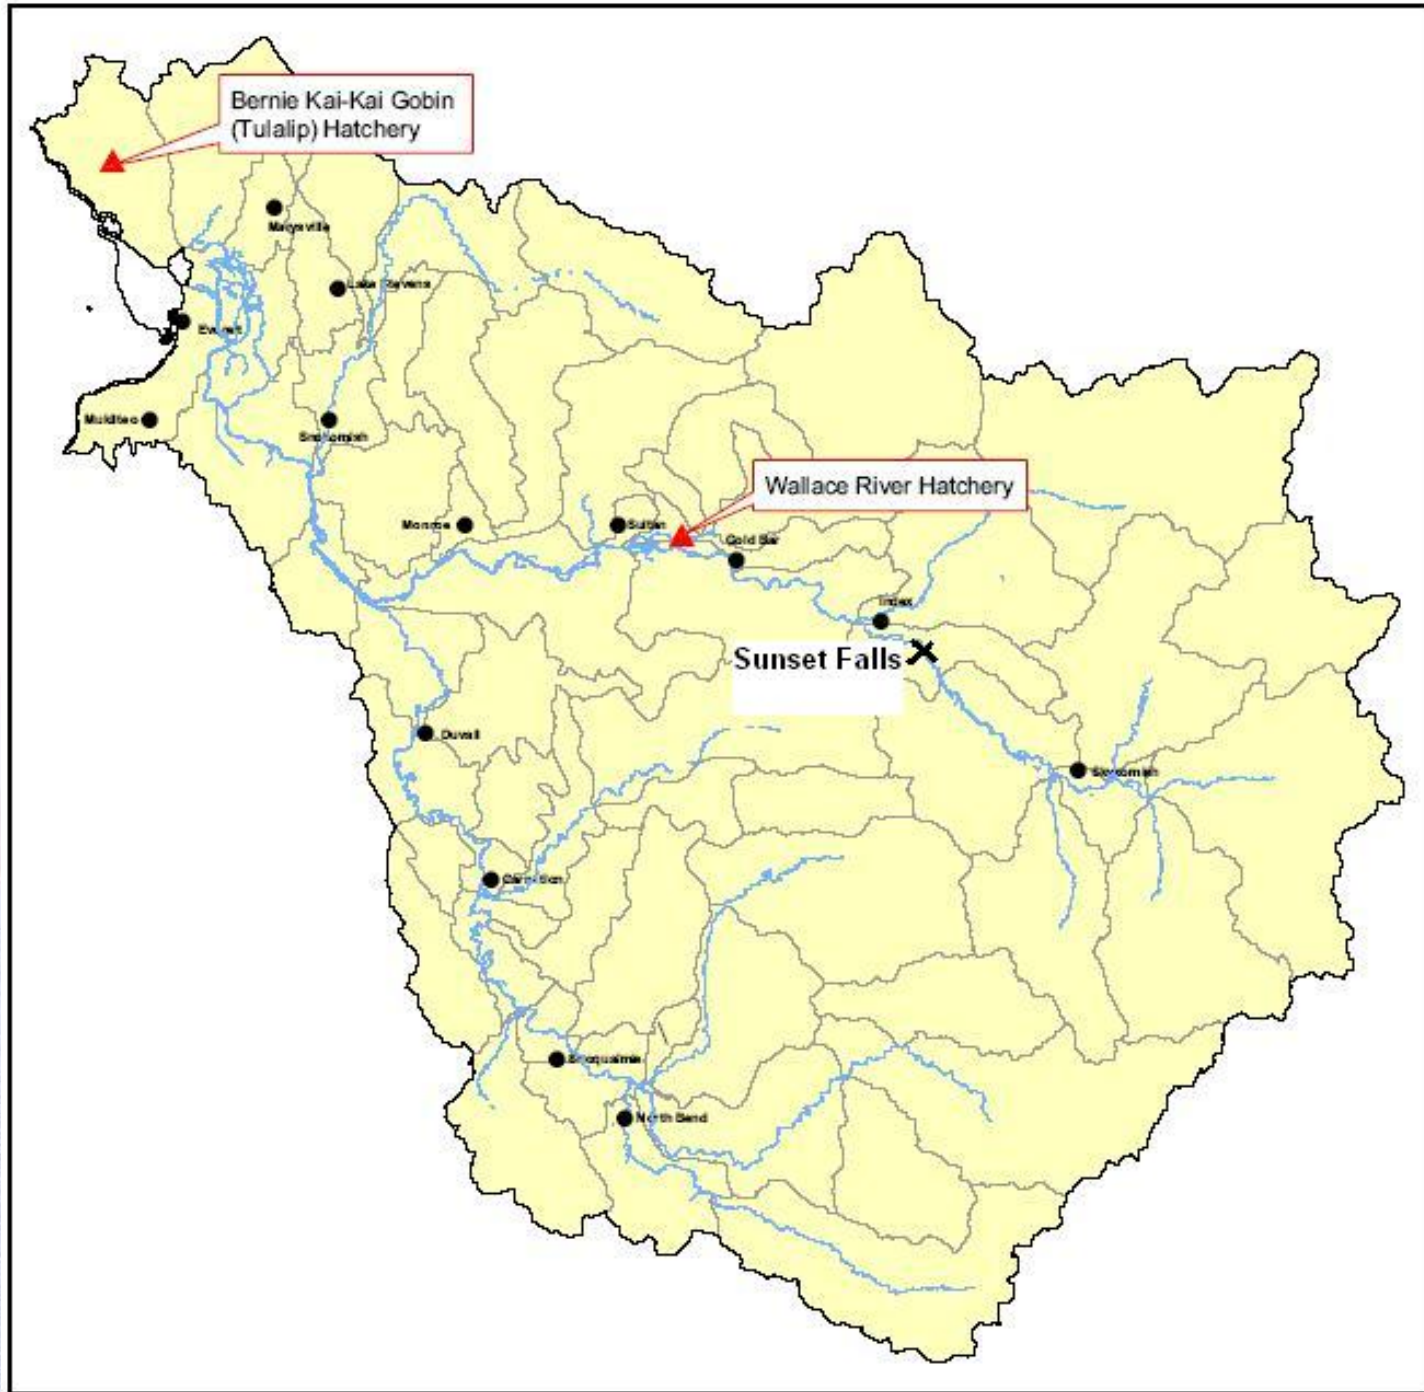 Bernie Kai-Kai Gobin
(Tulalip) Hatchery
Marysville
Lake Stevens
Everett
Mukilteo
Snohomish
Wallace River Hatchery
Monroe
Sultan
Gold Bar
Index
Sunset Falls
Duvall
Skykomish
Carnation
Snoqualmie
North Bend